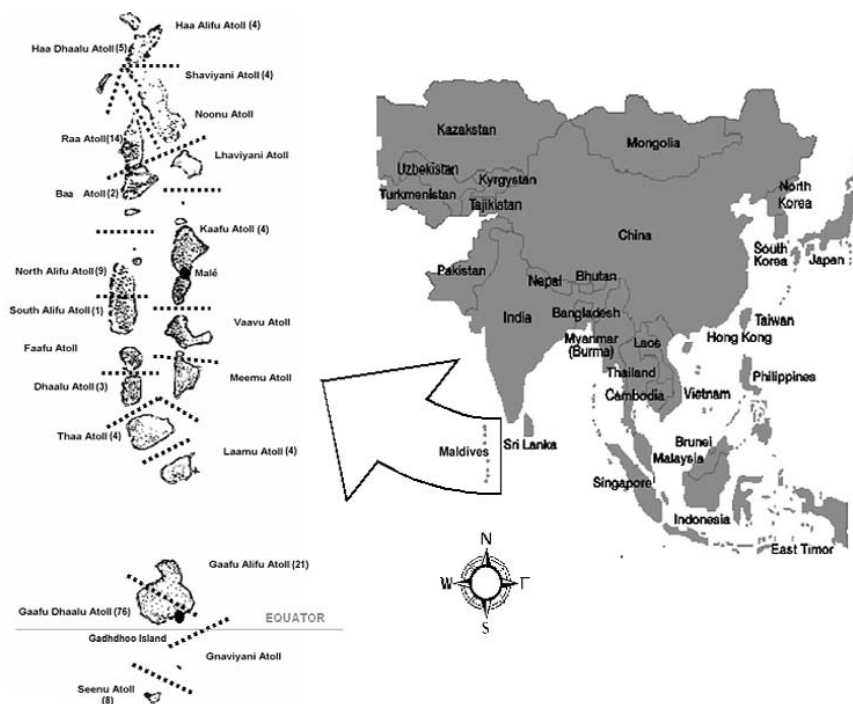 Haa Alifu Atoll (4)
Haa Dhaalu Atoll (5)
Shaviyani Atoll (4)
Noonu Atoll
Raa Atoll (14)
Lhaviyani Atoll
Baa Atoll (2)
Kaafu Atoll (4)
North Alifu Atoll (9)
Malé
South Alifu Atoll (1)
Vaavu Atoll
Faafu Atoll
Meemu Atoll
Dhaalu Atoll (3)
Thaa Atoll (4)
Laamu Atoll (4)
Gaafu Alifu Atoll (21)
Gaafu Dhaalu Atoll (76)
EQUATOR
Gadhdhoo Island
Gnaviyani Atoll
Seenu Atoll
(8)
Kazakstan
Mongolia
Uzbekistan
Kyrgystan
Turkmenistan
Tajikistan
North
Korea
China
South
Korea
Japan
Pakistan
Nepal
Bhutan
India
Bangladesh
Taiwan
Hong Kong
Myanmar
(Burma)
Laos
Thailand
Cambodia
Vietnam
Philippines
Maldives
Sri Lanka
Brunei
Malaysia
Singapore
Indonesia
East Timor
N
W
S